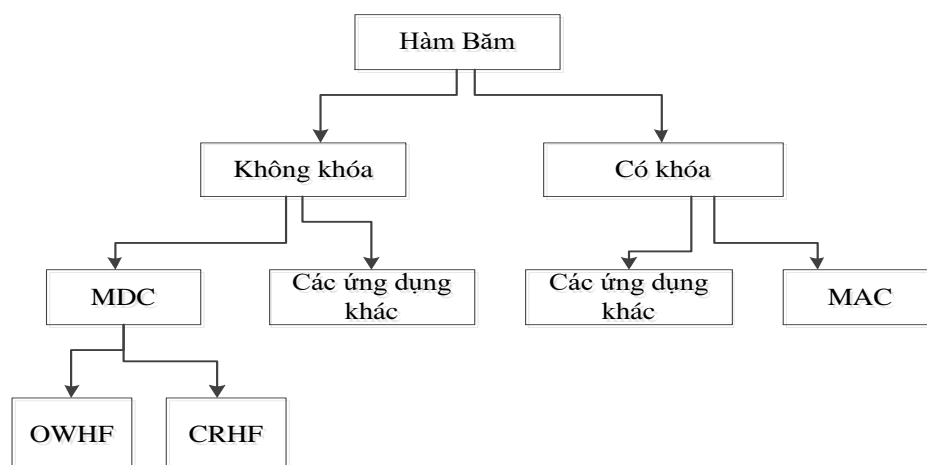 Hàm Băm
Không khóa
Có khóa
MDC
Các ứng dụng
khác
Các ứng dụng
khác
MAC
OWHF
CRHF